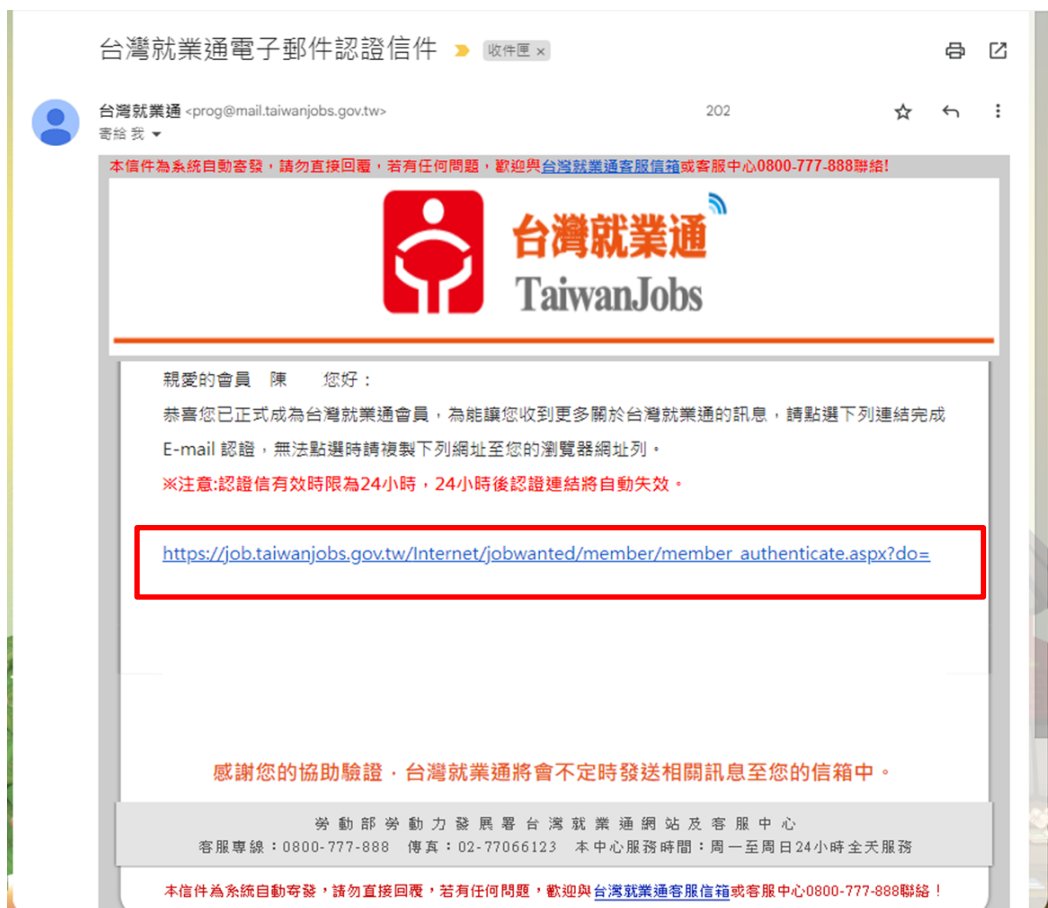 台灣就業通電子郵件認證信件 收件匣 ×
台灣就業通 <prog@mail.taiwanjobs.gov.tw> 202
寄給 我
本信件為系統自動寄發，請勿直接回覆，若有任何問題，歡迎與台灣就業通客服信箱或客服中心0800-777-888聯絡!
台灣就業通
TaiwanJobs
親愛的會員 陳 您好：
恭喜您已正式成為台灣就業通會員，為能讓您收到更多關於台灣就業通的訊息，請點選下列連結完成
E-mail 認證，無法點選時請複製下列網址至您的瀏覽器網址列。
※注意:認證信有效時限為24小時，24小時後認證連結將自動失效。
https://job.taiwanjobs.gov.tw/Internet/jobwanted/member/member_authenticate.aspx?do=
感謝您的協助驗證，台灣就業通將會不定時發送相關訊息至您的信箱中。
勞動部勞動力發展署台灣就業通網站及客服中心
客服專線：0800-777-888 傳真：02-77066123 本中心服務時間：周一至周日24小時全天服務
本信件為系統自動寄發，請勿直接回覆，若有任何問題，歡迎與台灣就業通客服信箱或客服中心0800-777-888聯絡！